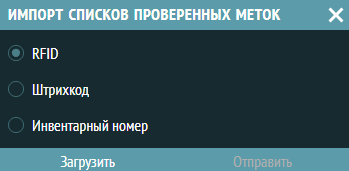 ИМПОРТ СПИСКОВ ПРОВЕРЕННЫХ МЕТОК
RFID
Штрихкод
Инвентарный номер
Загрузить Отправить